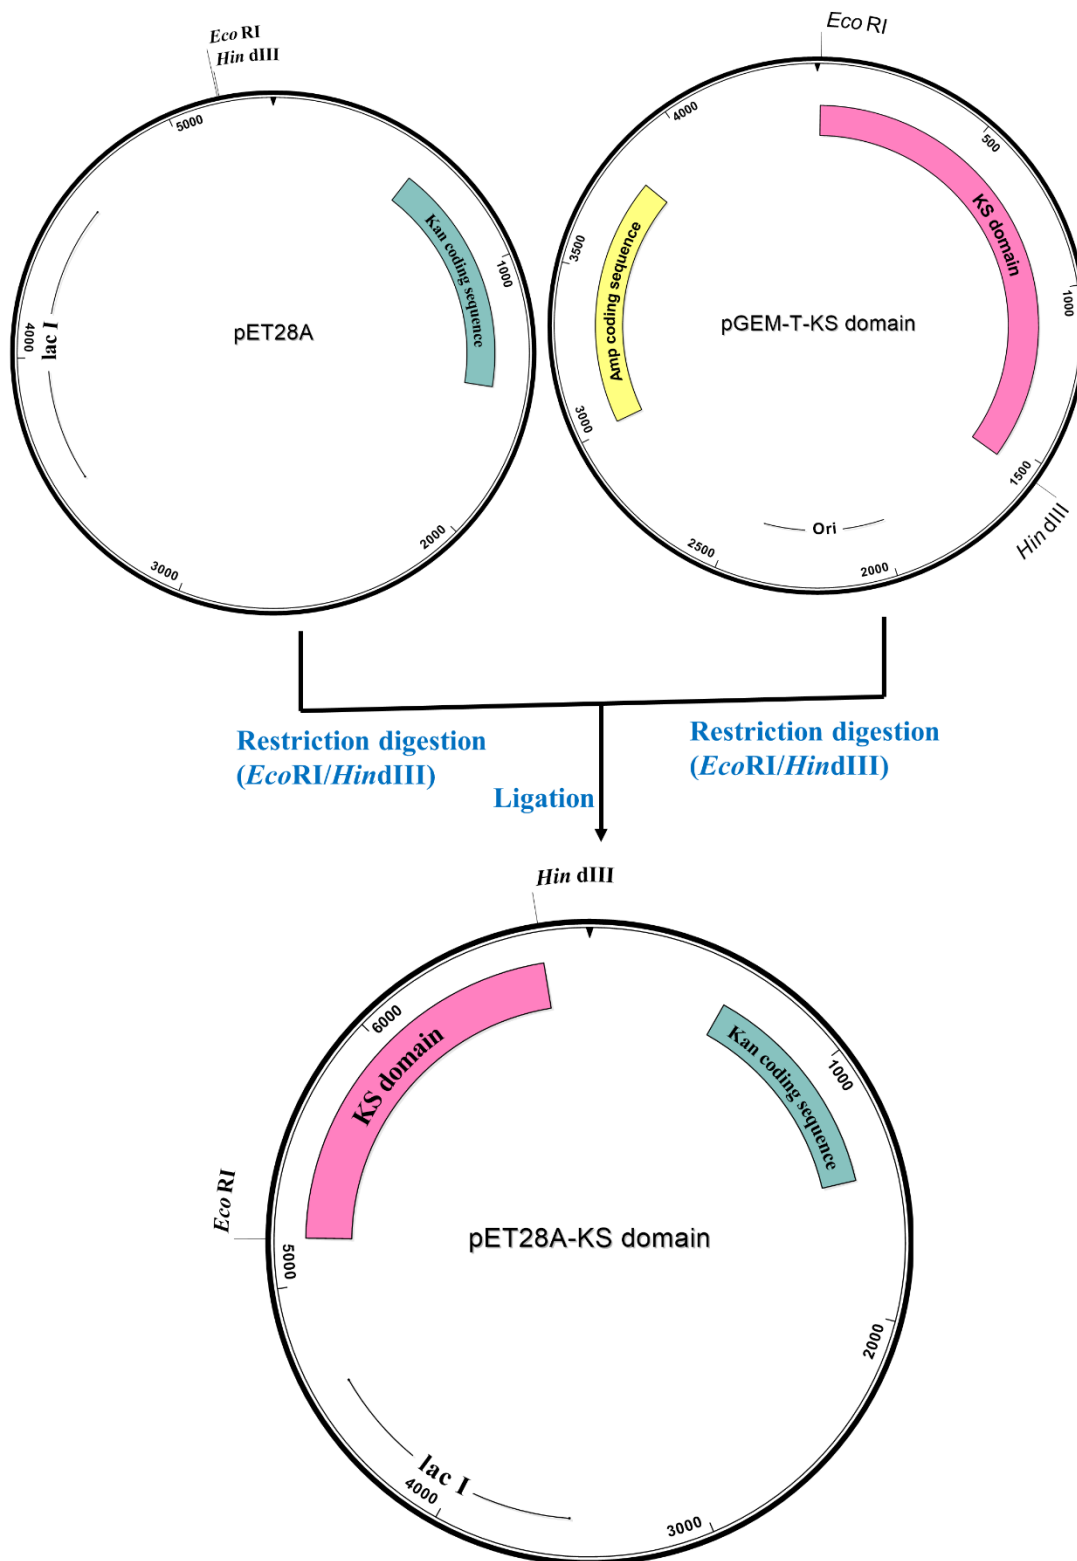 Eco RI
Hin dIII
5000
Kan coding sequence
1000
lac I
4000
pET28A
2000
3000
Eco RI
4000
500
KS domain
3500
Amp coding sequence
1000
pGEM-T-KS domain
3000
1500
Hin dIII
Ori
2500
2000
Restriction digestion
(EcoRI/HindIII)
Restriction digestion
(EcoRI/HindIII)
Ligation
Hin dIII
6000
KS domain
Kan coding sequence
1000
Eco RI
pET28A-KS domain
5000
2000
lac I
4000
3000